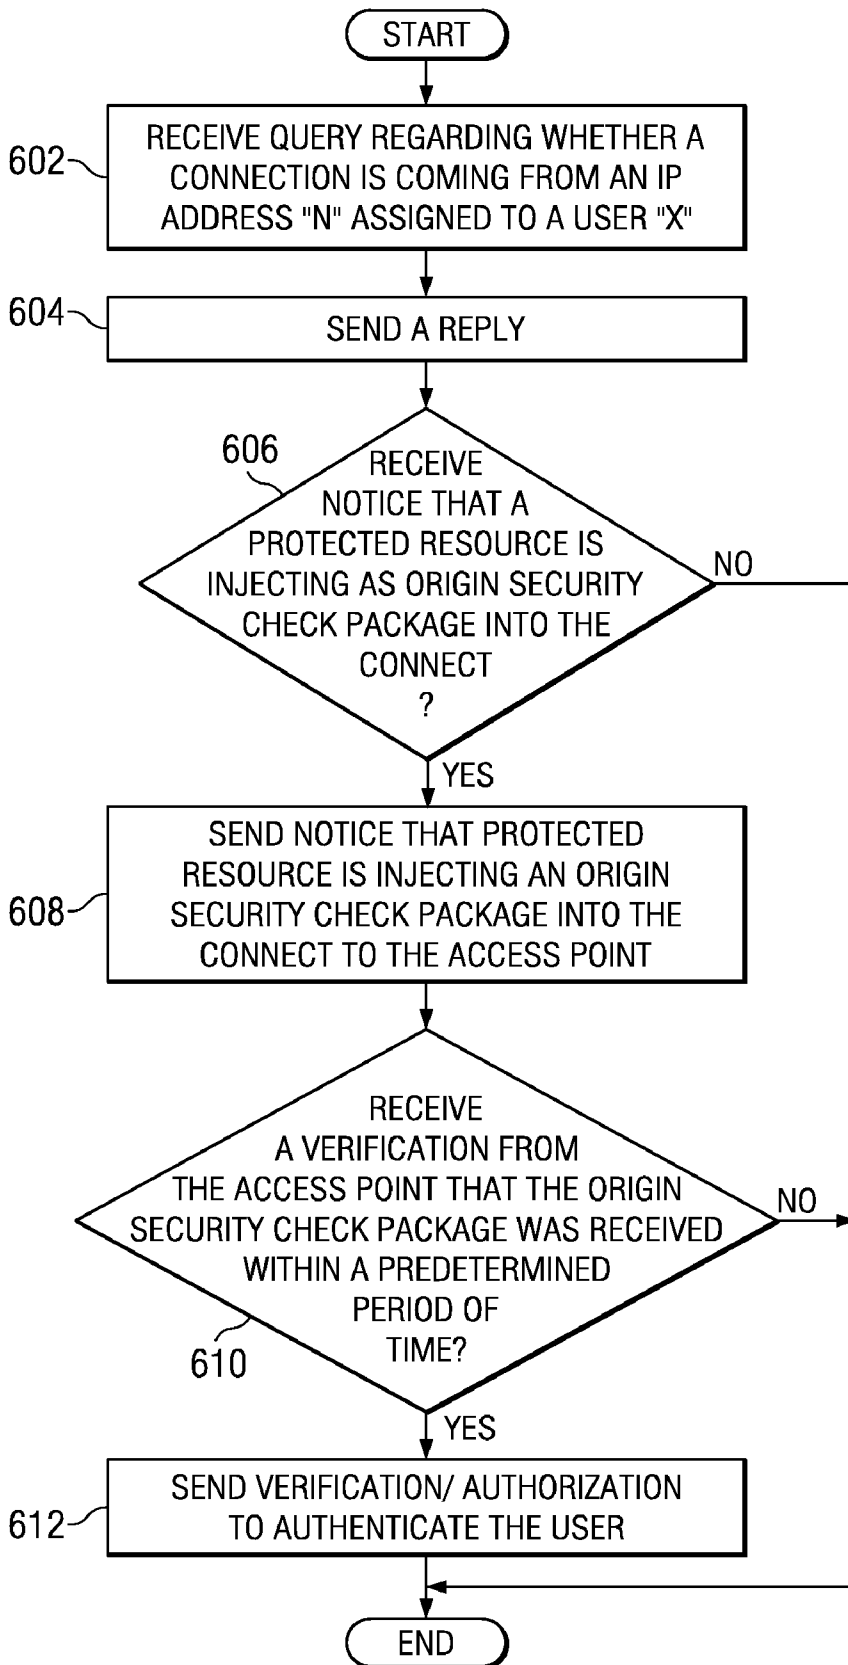 START
602
RECEIVE QUERY REGARDING WHETHER A
CONNECTION IS COMING FROM AN IP
ADDRESS "N" ASSIGNED TO A USER "X"
604
SEND A REPLY
606
RECEIVE
NOTICE THAT A
PROTECTED RESOURCE IS
INJECTING AS ORIGIN SECURITY
CHECK PACKAGE INTO THE
CONNECT
?
NO
YES
608
SEND NOTICE THAT PROTECTED
RESOURCE IS INJECTING AN ORIGIN
SECURITY CHECK PACKAGE INTO THE
CONNECT TO THE ACCESS POINT
RECEIVE
A VERIFICATION FROM
THE ACCESS POINT THAT THE ORIGIN
SECURITY CHECK PACKAGE WAS RECEIVED
WITHIN A PREDETERMINED
PERIOD OF
TIME?
NO
610
YES
612
SEND VERIFICATION/ AUTHORIZATION
TO AUTHENTICATE THE USER
END